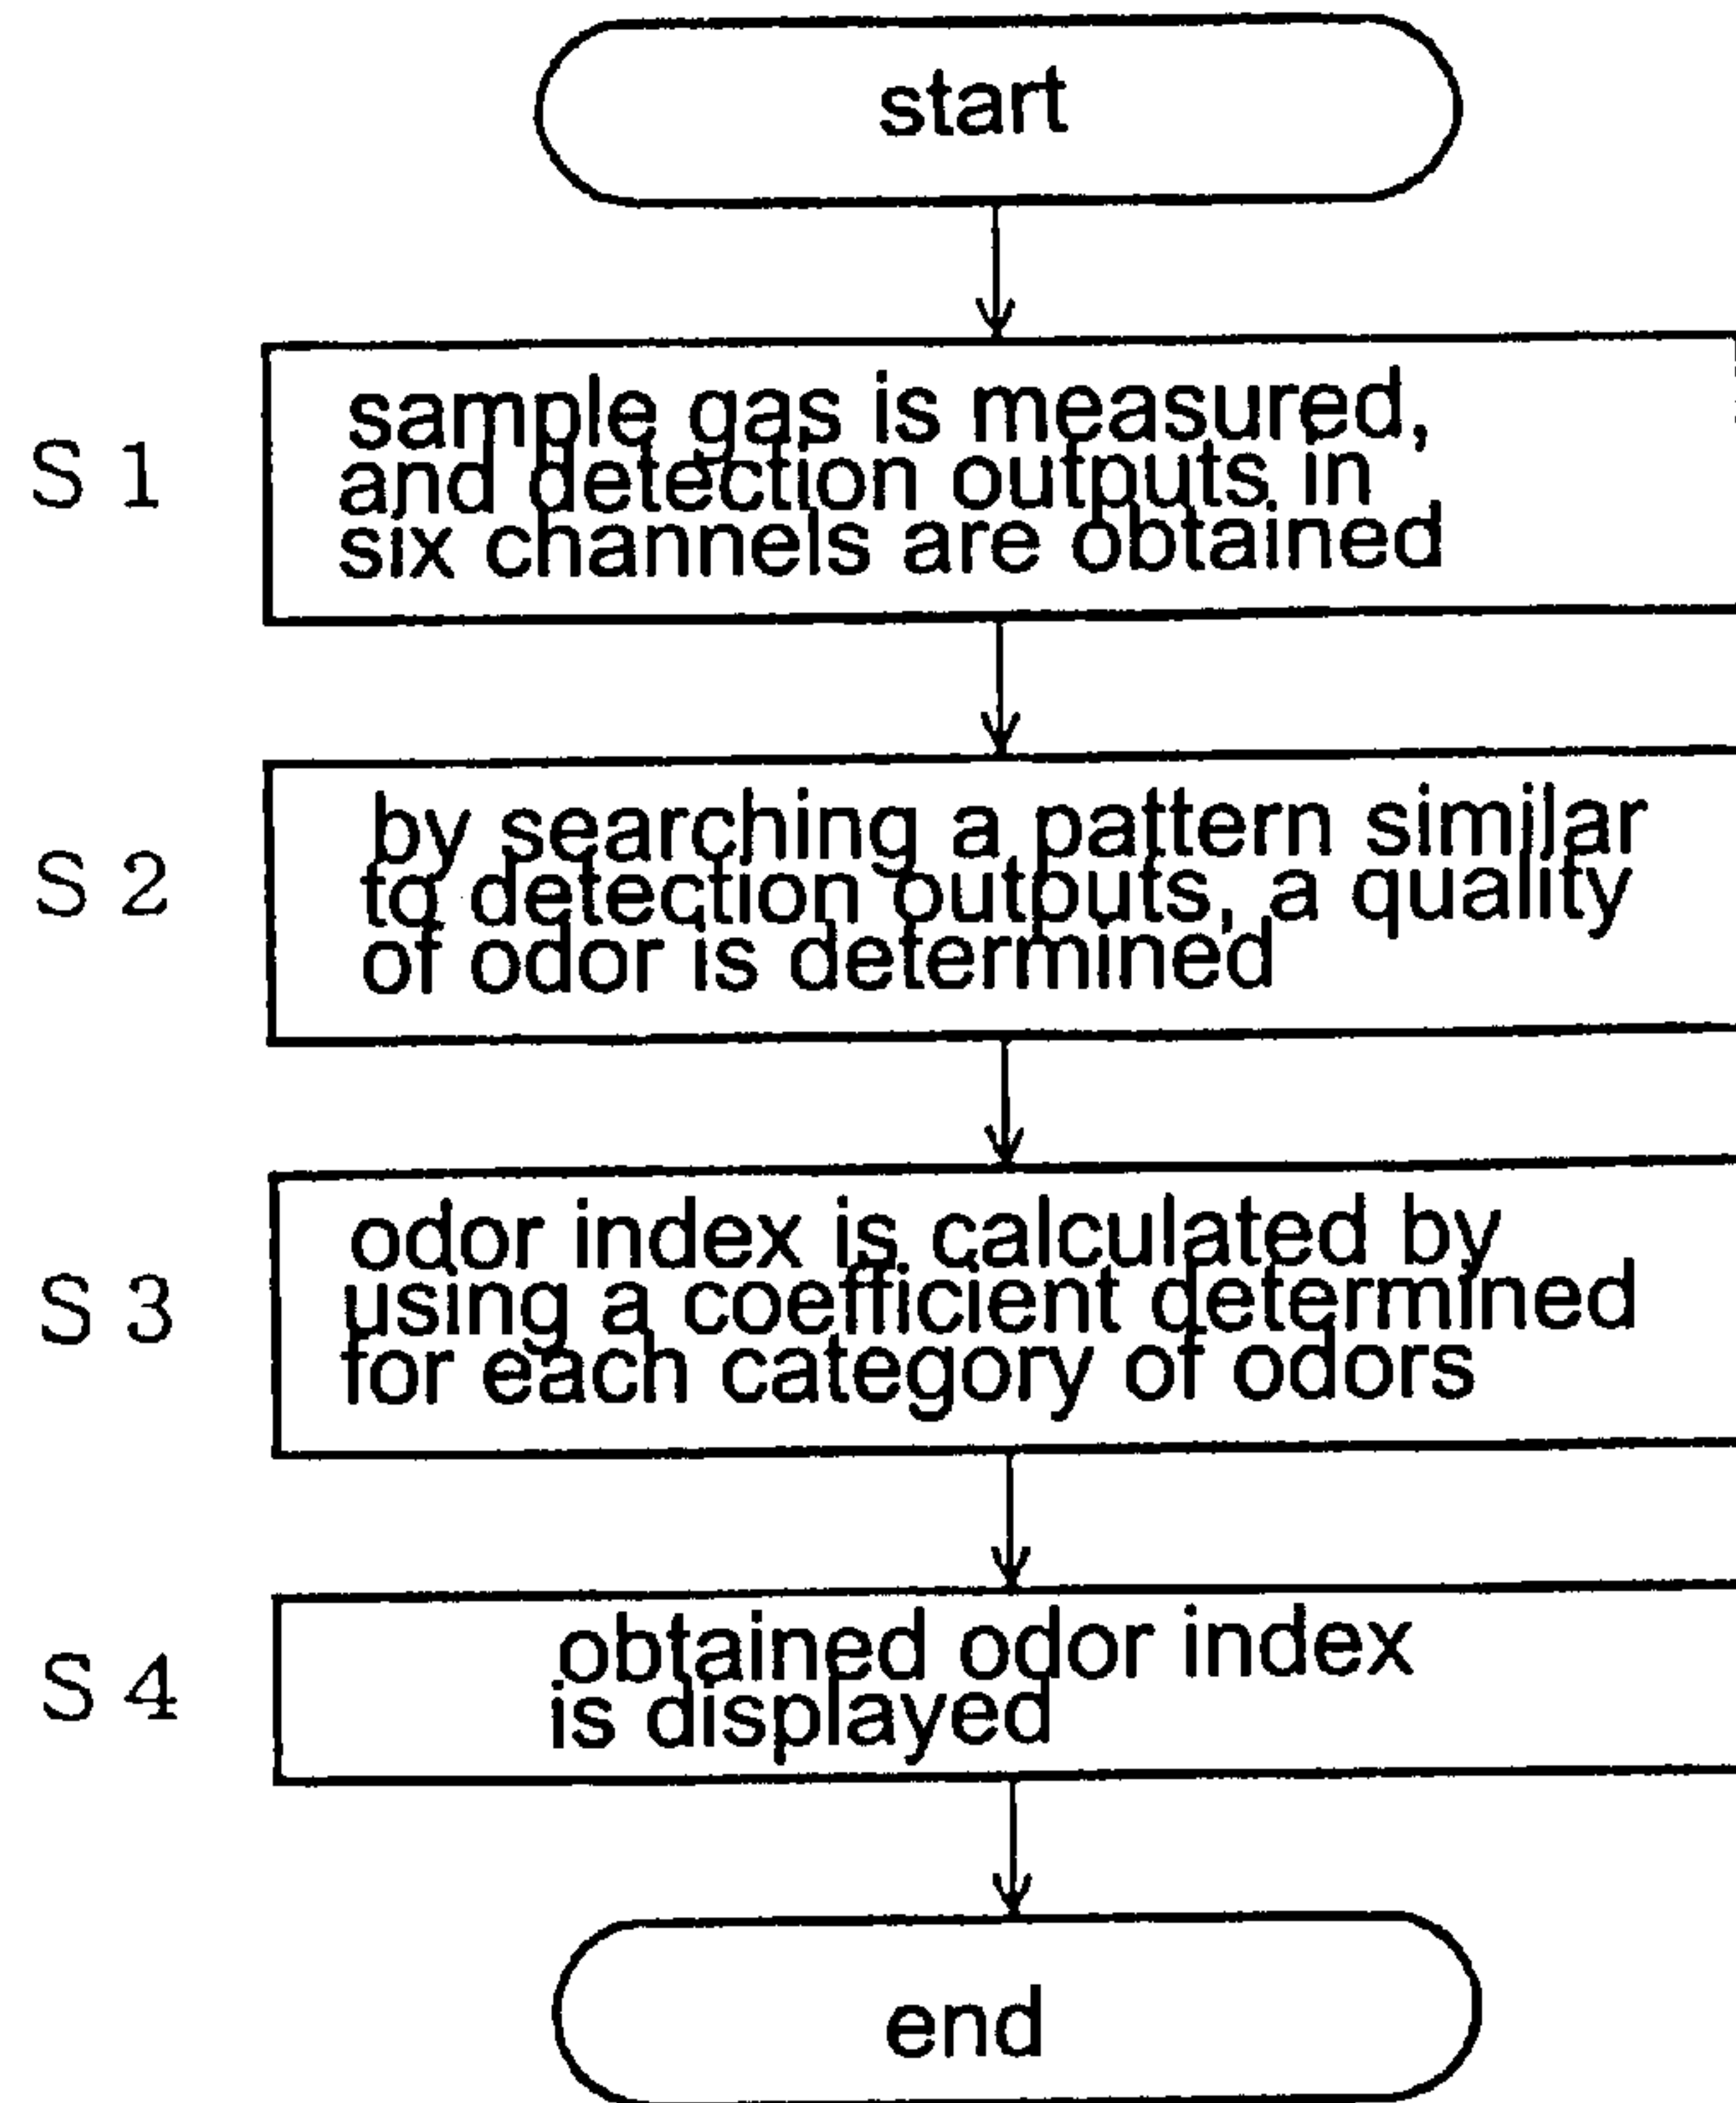 start
S 1
sample gas is measured,
and detection outputs in
six channels are obtained
S 2
by searching a pattern similar
to detection outputs, a quality
of odor is determined
S 3
odor index is calculated by
using a coefficient determined
for each category of odors
S 4
obtained odor index
is displayed
end